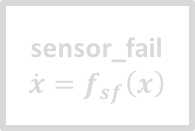 sensor_fail
ẋ = f_sf(x)